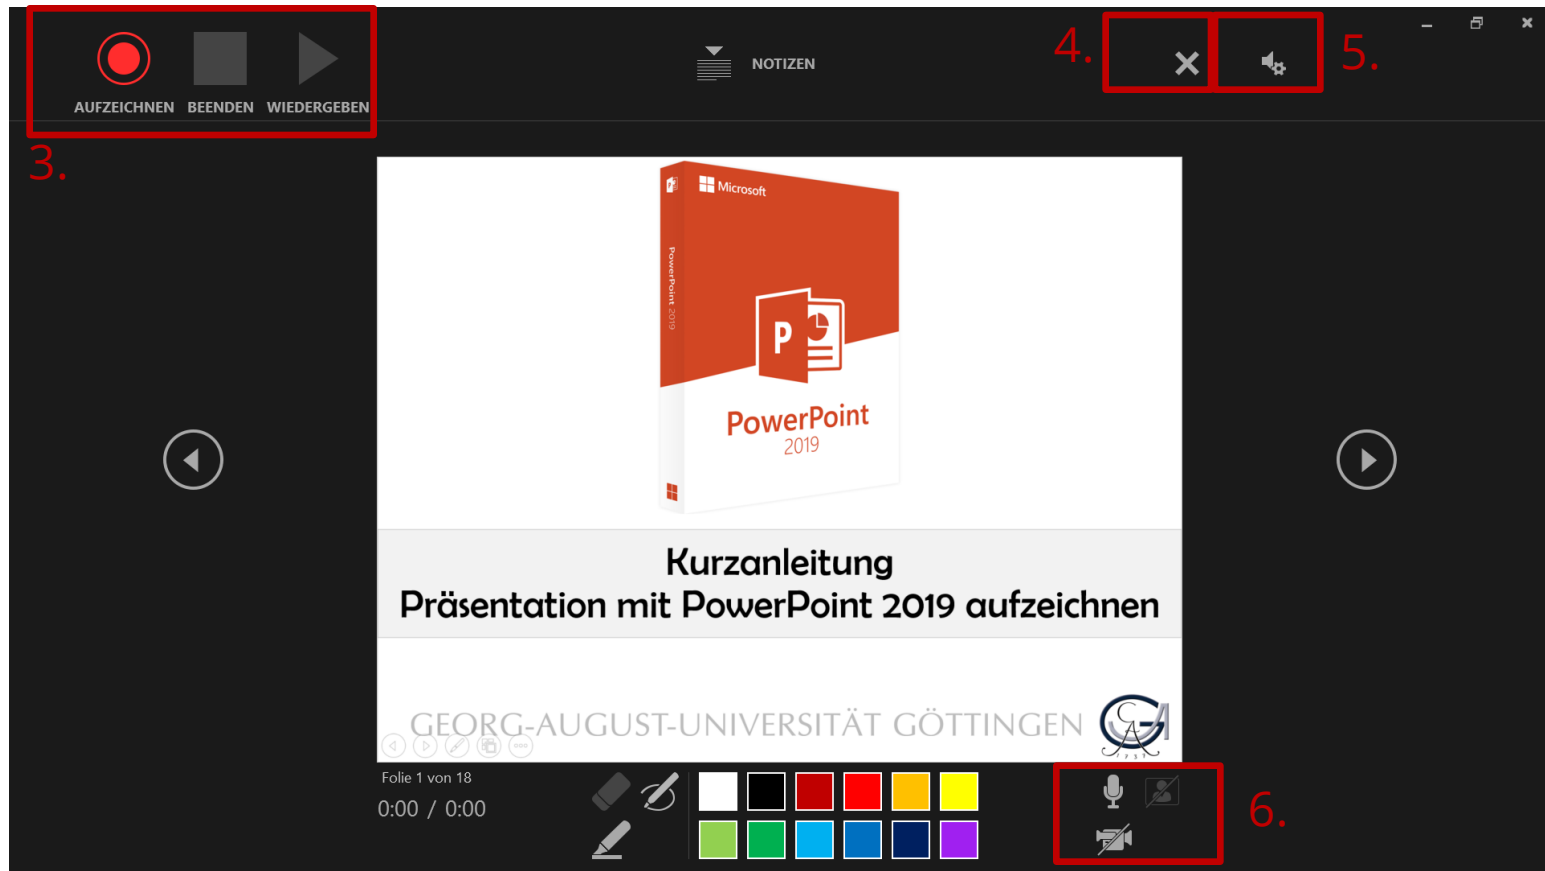 AUFZEICHNEN BEENDEN WIEDERGEBEN
3.
NOTIZEN
4.
5.
Microsoft
PowerPoint 2019
P
PowerPoint
2019
Kurzanleitung
Präsentation mit PowerPoint 2019 aufzeichnen
GEORG-AUGUST-UNIVERSITÄT GÖTTINGEN
Folie 1 von 18
0:00 / 0:00
6.